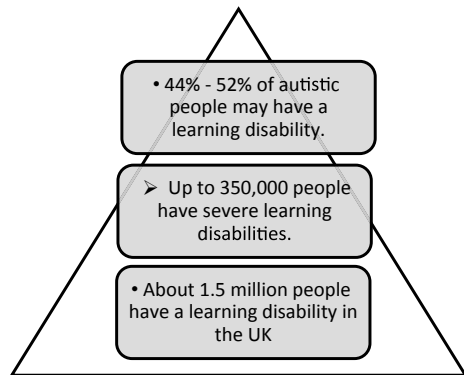 • 44% - 52% of autistic
people may have a
learning disability.
➢ Up to 350,000 people
have severe learning
disabilities.
• About 1.5 million people
have a learning disability in
the UK